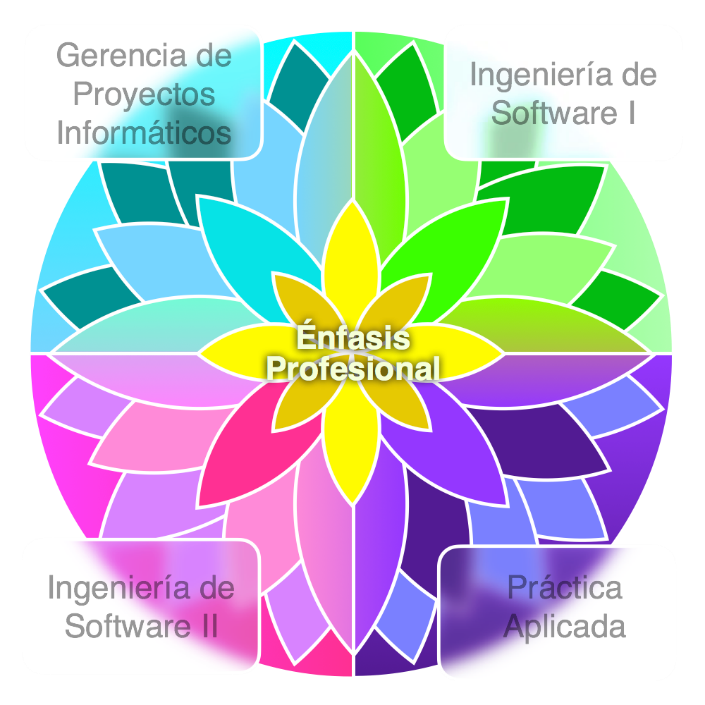 Gerencia de
Proyectos
Informáticos
Ingeniería de
Software I
Énfasis
Profesional
Ingeniería de
Software II
Práctica
Aplicada